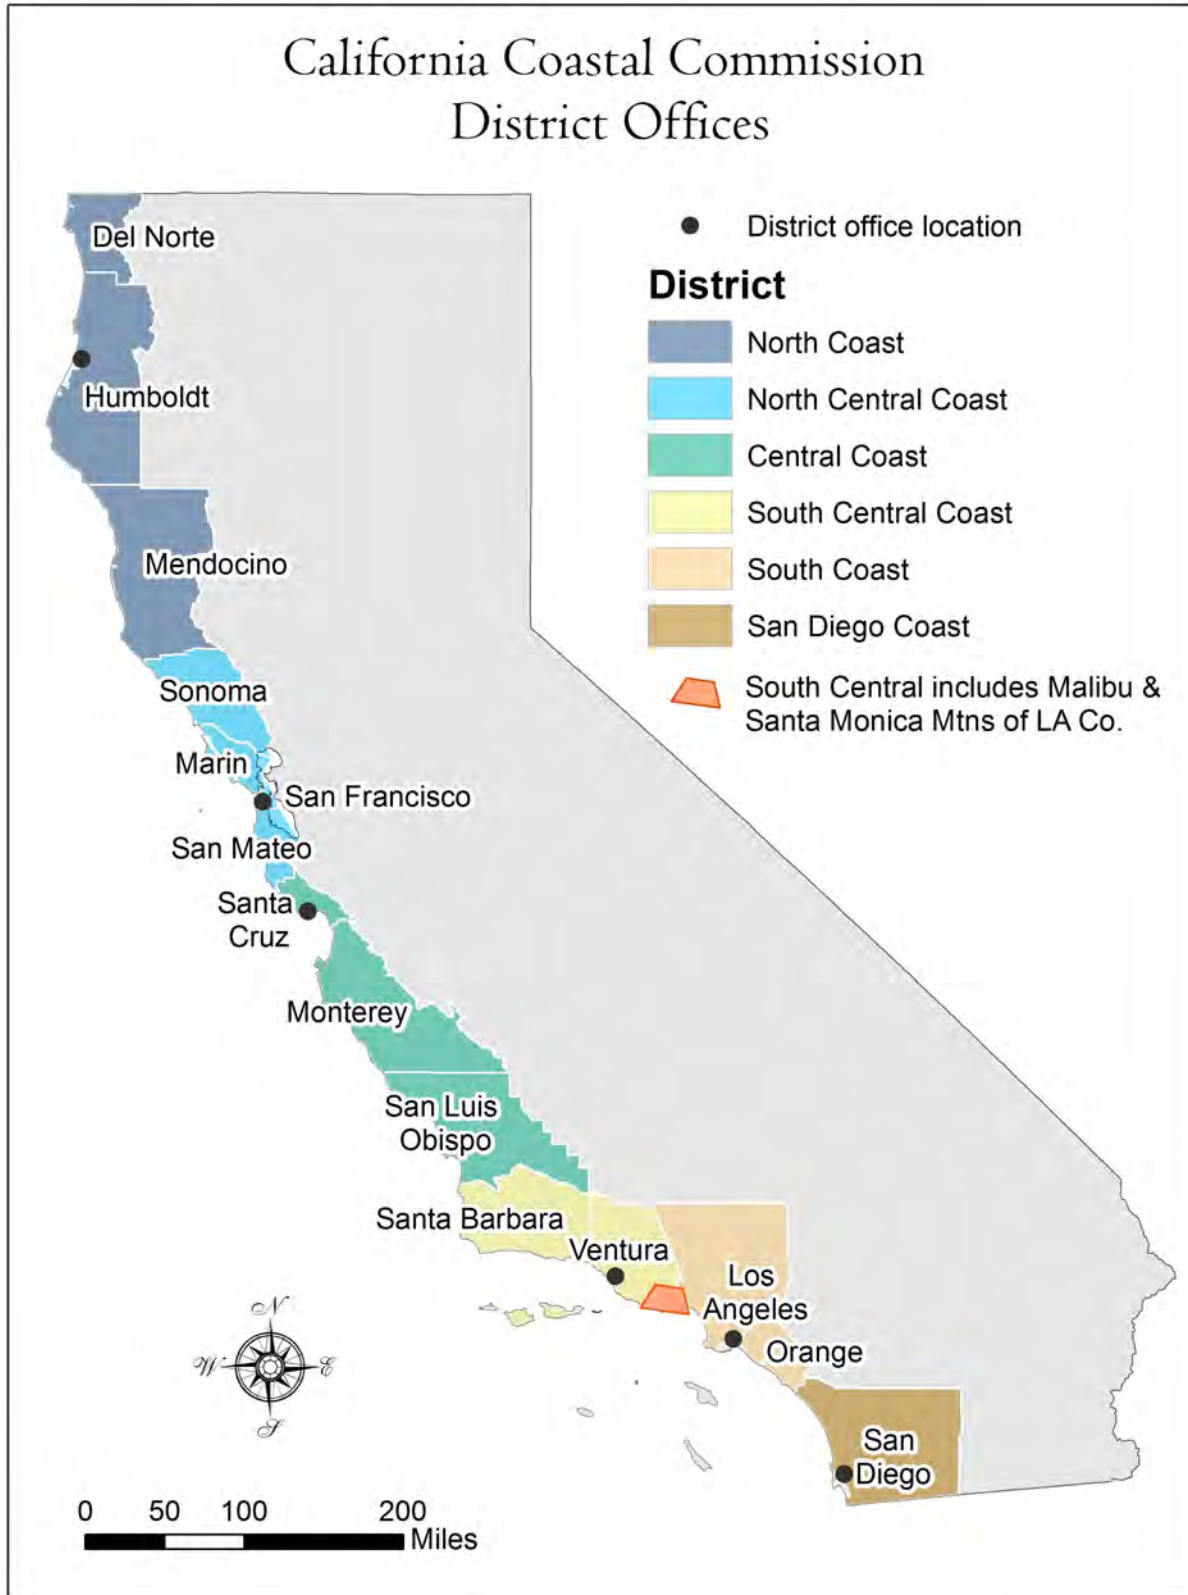 California Coastal Commission
District Offices
District office location
District
North Coast
North Central Coast
Central Coast
South Central Coast
South Coast
San Diego Coast
South Central includes Malibu &
Santa Monica Mtns of LA Co.
Del Norte
Humboldt
Mendocino
Sonoma
Marin
San Francisco
San Mateo
Santa
Cruz
Monterey
San Luis
Obispo
Santa Barbara
Ventura
Los
Angeles
Orange
San
Diego
N
W E
S
0 50 100 200
Miles